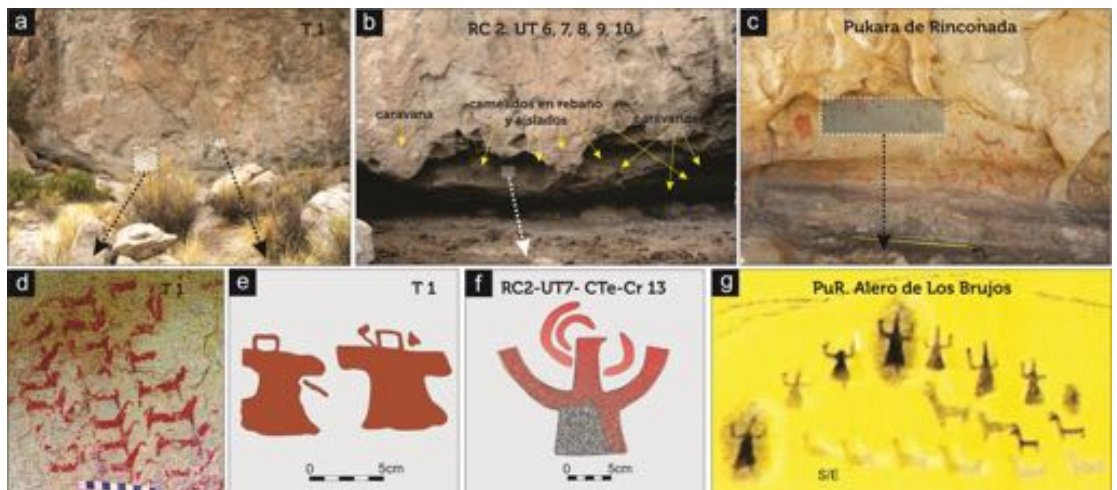 a
T 1
b
RC 2. UT 6, 7, 8, 9, 10
caravana
camélidos en rebaño
y aislados
caravanas
c
Pukara de Rinconada
d
T 1
e
T 1
0 5cm
f
RC2-UT7- CTe-Cr 13
0 5cm
g
PuR. Alero de Los Brujos
S/E